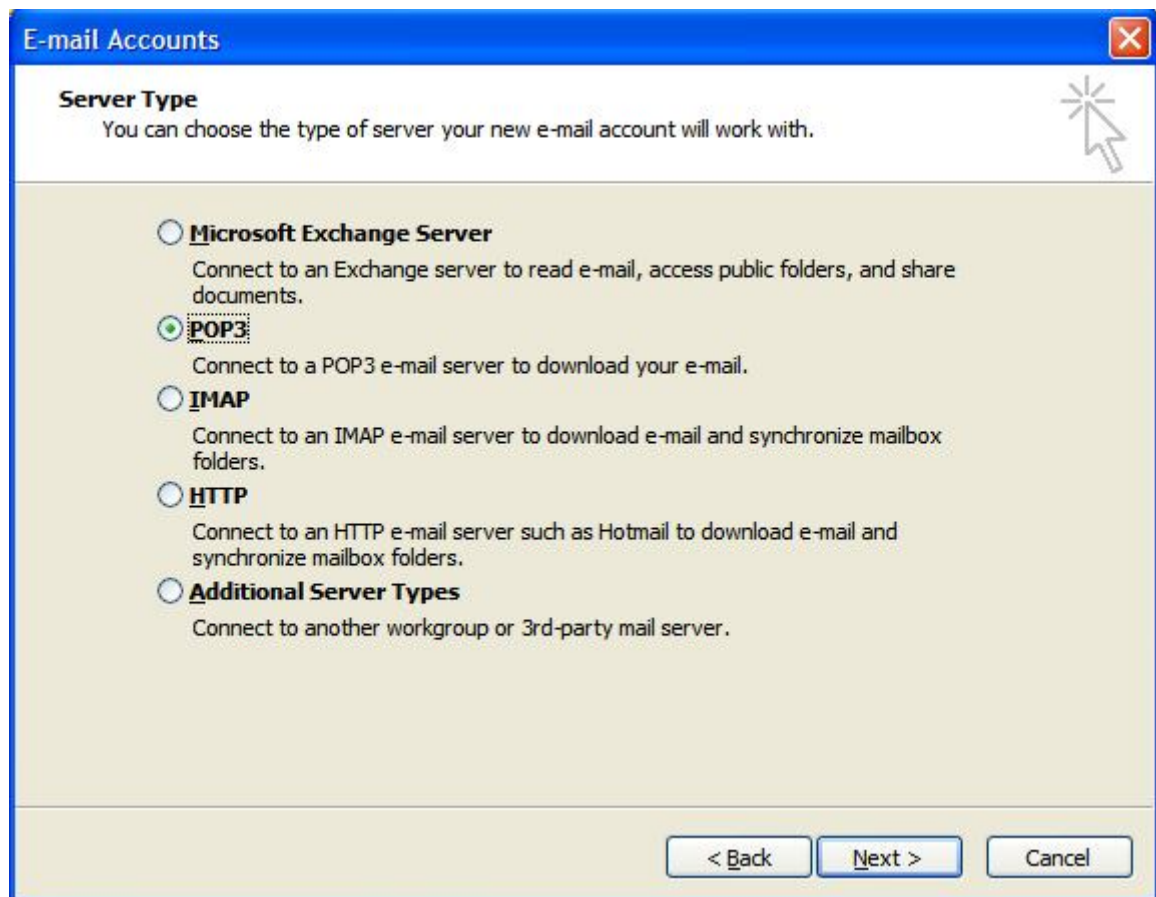 E-mail Accounts
Server Type
You can choose the type of server your new e-mail account will work with.
Microsoft Exchange Server
Connect to an Exchange server to read e-mail, access public folders, and share
documents.
POP3
Connect to a POP3 e-mail server to download your e-mail.
IMAP
Connect to an IMAP e-mail server to download e-mail and synchronize mailbox
folders.
HTTP
Connect to an HTTP e-mail server such as Hotmail to download e-mail and
synchronize mailbox folders.
Additional Server Types
Connect to another workgroup or 3rd-party mail server.
< Back Next > Cancel